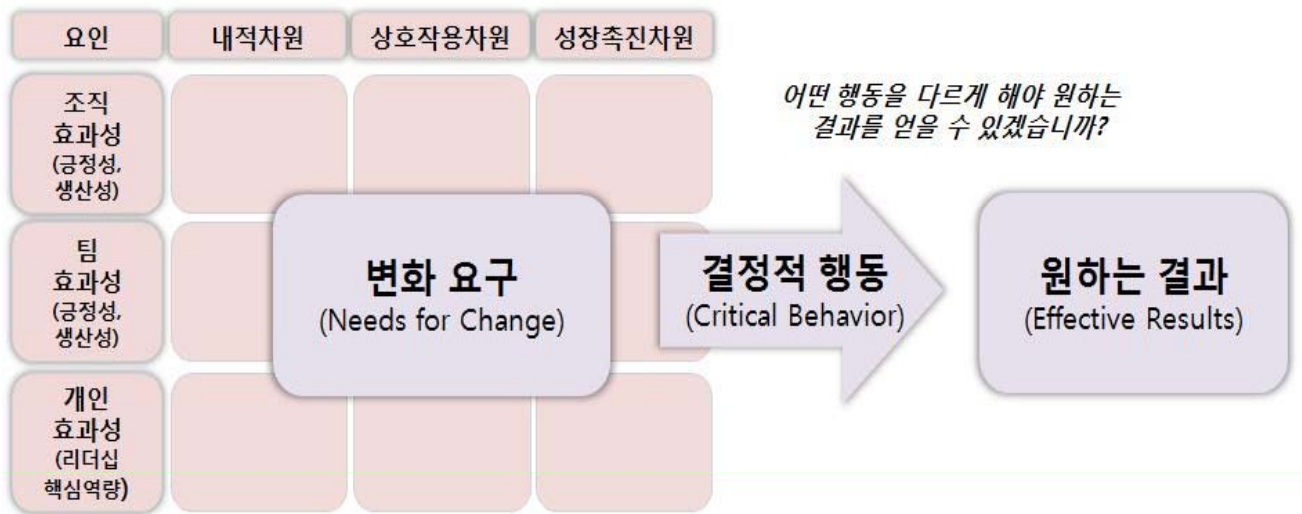 요인
내적차원
상호작용차원
성장촉진차원
조직
효과성
(긍정성,
생산성)
팀
효과성
(긍정성,
생산성)
개인
효과성
(리더십
핵심역량)
변화 요구
(Needs for Change)
어떤 행동을 다르게 해야 원하는
결과를 얻을 수 있겠습니까?
결정적 행동
(Critical Behavior)
원하는 결과
(Effective Results)